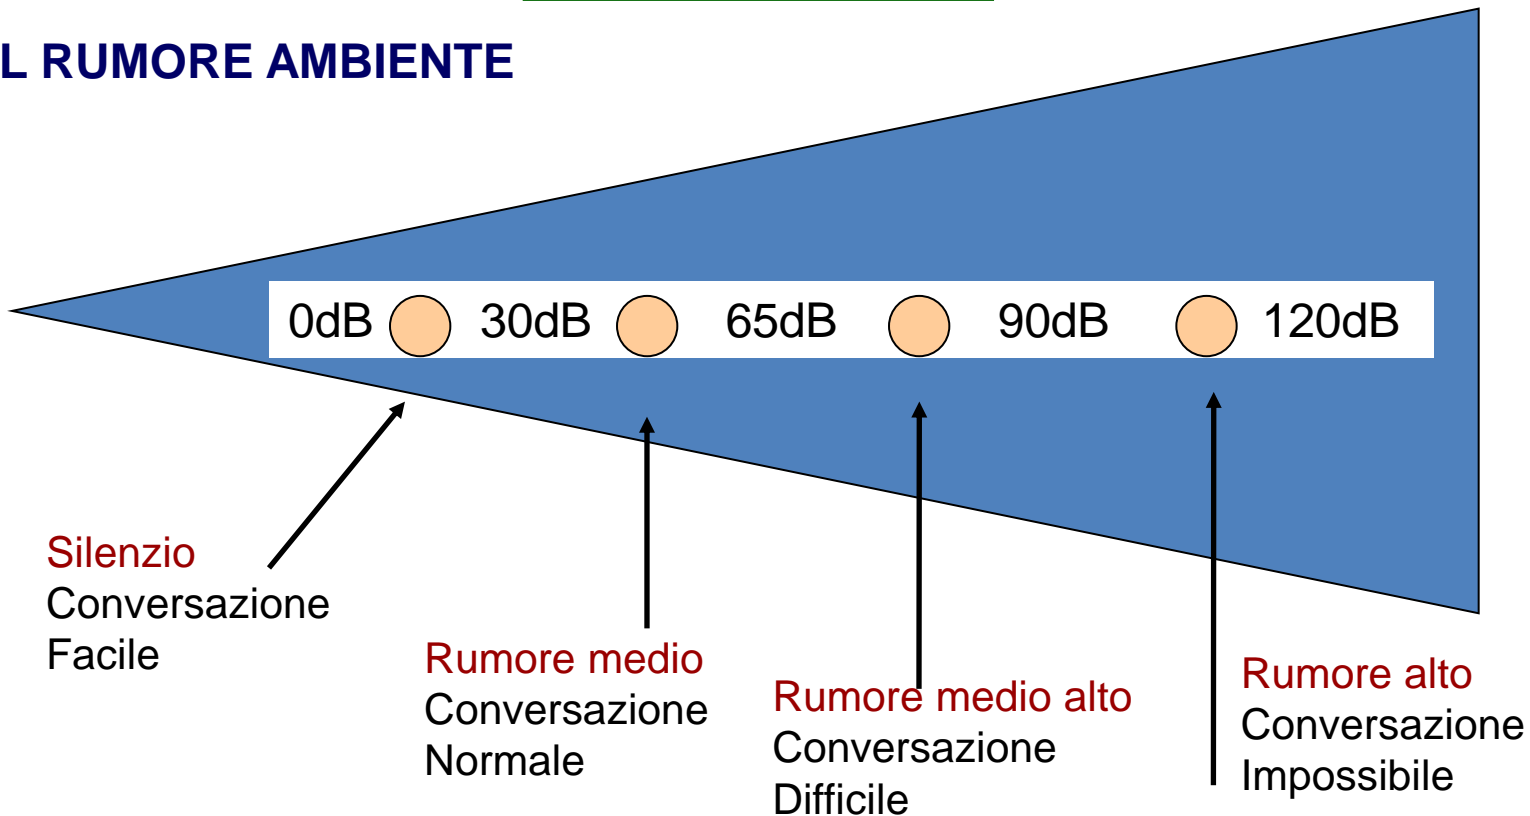 L RUMORE AMBIENTE
0dB 30dB 65dB 90dB 120dB
Silenzio
Conversazione
Facile
Rumore medio
Conversazione
Normale
Rumore medio alto
Conversazione
Difficile
Rumore alto
Conversazione
Impossibile